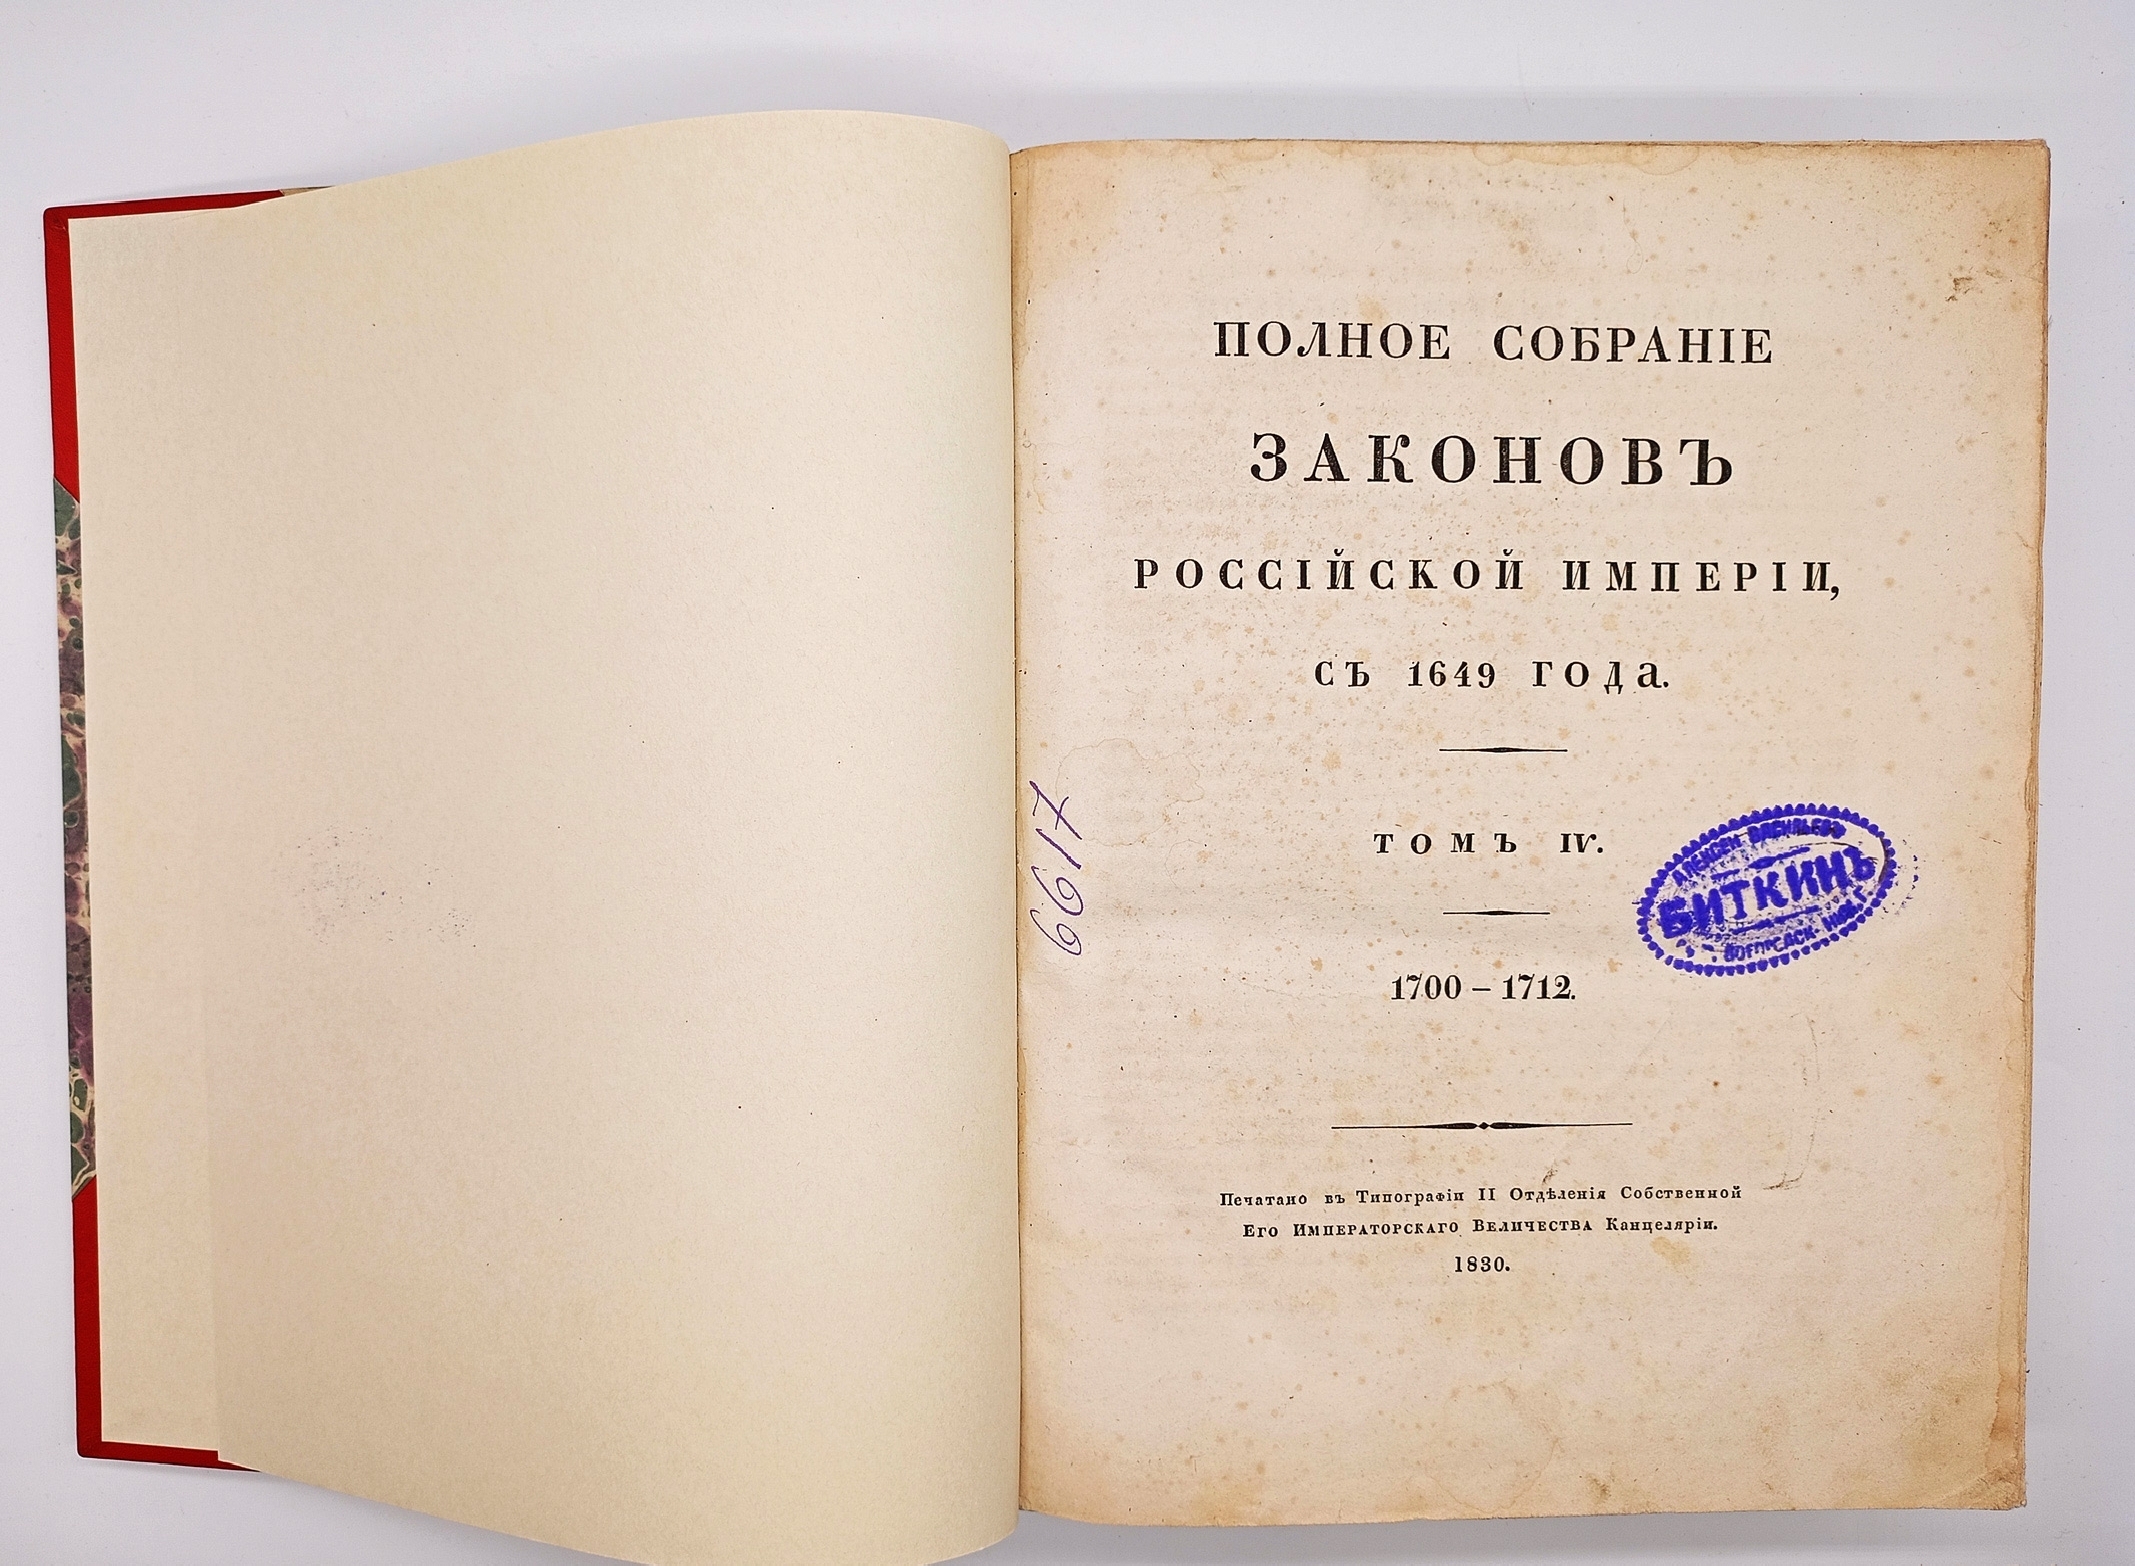 ПОЛНОЕ СОБРАНІЕ
ЗАКОНОВЪ
РОССІЙСКОЙ ИМПЕРІИ,
СЪ 1649 ГОДа.
ТОМЪ IV.
1700 – 1712.
Печатано въ Типографіи II Отдѣленія Собственной
Его Императорскаго Величества Канцеляріи.
1830.
6617
АЛЕКСЕИ
БИТКИНЪ